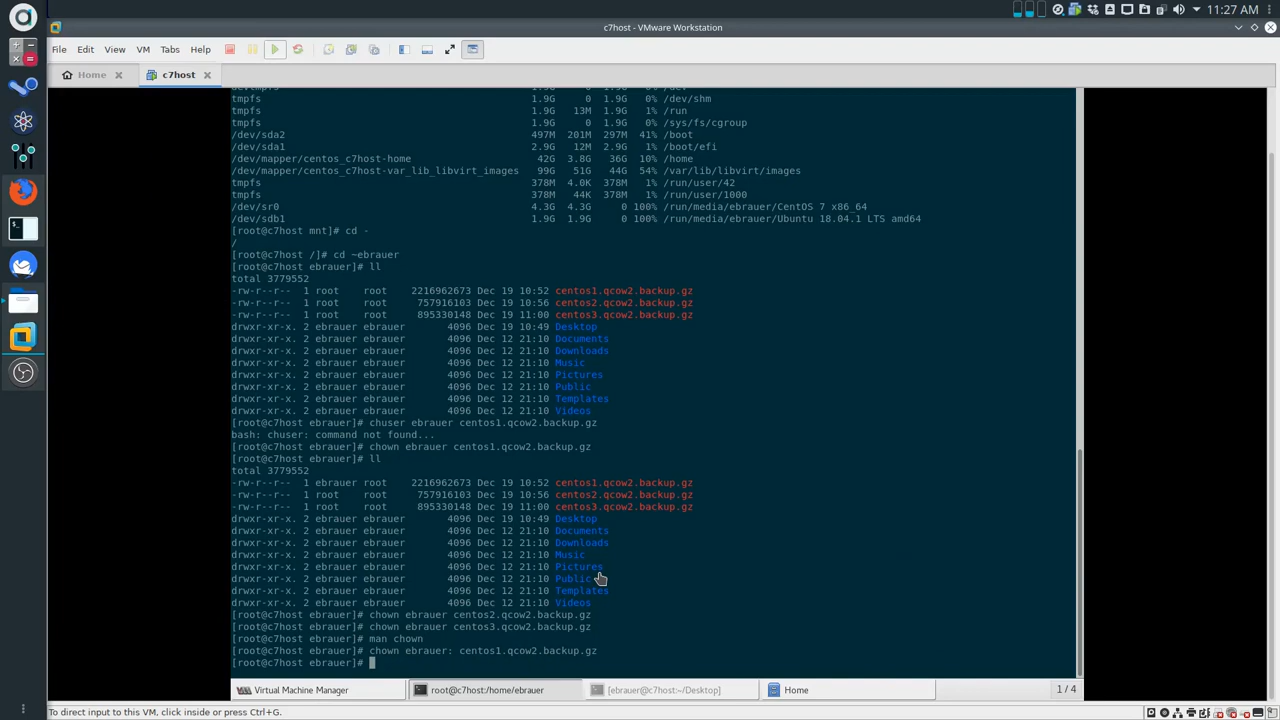 11:27 AM
c7host - VMware Workstation
File Edit View VM Tabs Help
Home c7host
tmpfs 1.9G 0 1.9G 0% /dev/shm
tmpfs 1.9G 13M 1.9G 1% /run
tmpfs 1.9G 0 1.9G 0% /sys/fs/cgroup
/dev/sda2 497M 201M 297M 41% /boot
/dev/sda1 2.9G 12M 2.9G 1% /boot/efi
/dev/mapper/centos_c7host-home 42G 3.8G 36G 10% /home
/dev/mapper/centos_c7host-var_lib_libvirt_images 99G 51G 44G 54% /var/lib/libvirt/images
tmpfs 378M 4.0K 378M 1% /run/user/42
tmpfs 378M 44K 378M 1% /run/user/1000
/dev/sr0 4.3G 4.3G 0 100% /run/media/ebrauer/CentOS 7 x86_64
/dev/sdb1 1.9G 1.9G 0 100% /run/media/ebrauer/Ubuntu 18.04.1 LTS amd64
[root@c7host mnt]# cd -
/
[root@c7host /]# cd ~ebrauer
[root@c7host ebrauer]# ll
total 3779552
-rw-r--r-- 1 root root 2216962673 Dec 19 10:52 centos1.qcow2.backup.gz
-rw-r--r-- 1 root root 757916103 Dec 19 10:56 centos2.qcow2.backup.gz
-rw-r--r-- 1 root root 895330148 Dec 19 11:00 centos3.qcow2.backup.gz
drwxr-xr-x. 2 ebrauer ebrauer 4096 Dec 19 10:49 Desktop
drwxr-xr-x. 2 ebrauer ebrauer 4096 Dec 12 21:10 Documents
drwxr-xr-x. 2 ebrauer ebrauer 4096 Dec 12 21:10 Downloads
drwxr-xr-x. 2 ebrauer ebrauer 4096 Dec 12 21:10 Music
drwxr-xr-x. 2 ebrauer ebrauer 4096 Dec 12 21:10 Pictures
drwxr-xr-x. 2 ebrauer ebrauer 4096 Dec 12 21:10 Public
drwxr-xr-x. 2 ebrauer ebrauer 4096 Dec 12 21:10 Templates
drwxr-xr-x. 2 ebrauer ebrauer 4096 Dec 12 21:10 Videos
[root@c7host ebrauer]# chuser ebrauer centos1.qcow2.backup.gz
bash: chuser: command not found...
[root@c7host ebrauer]# chown ebrauer centos1.qcow2.backup.gz
[root@c7host ebrauer]# ll
total 3779552
-rw-r--r-- 1 ebrauer root 2216962673 Dec 19 10:52 centos1.qcow2.backup.gz
-rw-r--r-- 1 root root 757916103 Dec 19 10:56 centos2.qcow2.backup.gz
-rw-r--r-- 1 root root 895330148 Dec 19 11:00 centos3.qcow2.backup.gz
drwxr-xr-x. 2 ebrauer ebrauer 4096 Dec 19 10:49 Desktop
drwxr-xr-x. 2 ebrauer ebrauer 4096 Dec 12 21:10 Documents
drwxr-xr-x. 2 ebrauer ebrauer 4096 Dec 12 21:10 Downloads
drwxr-xr-x. 2 ebrauer ebrauer 4096 Dec 12 21:10 Music
drwxr-xr-x. 2 ebrauer ebrauer 4096 Dec 12 21:10 Pictures
drwxr-xr-x. 2 ebrauer ebrauer 4096 Dec 12 21:10 Public
drwxr-xr-x. 2 ebrauer ebrauer 4096 Dec 12 21:10 Templates
drwxr-xr-x. 2 ebrauer ebrauer 4096 Dec 12 21:10 Videos
[root@c7host ebrauer]# chown ebrauer centos2.qcow2.backup.gz
[root@c7host ebrauer]# chown ebrauer centos3.qcow2.backup.gz
[root@c7host ebrauer]# man chown
[root@c7host ebrauer]# chown ebrauer: centos1.qcow2.backup.gz
[root@c7host ebrauer]#
Virtual Machine Manager root@c7host:/home/ebrauer [ebrauer@c7host:~/Desktop] Home 1 / 4
To direct input to this VM, click inside or press Ctrl+G.